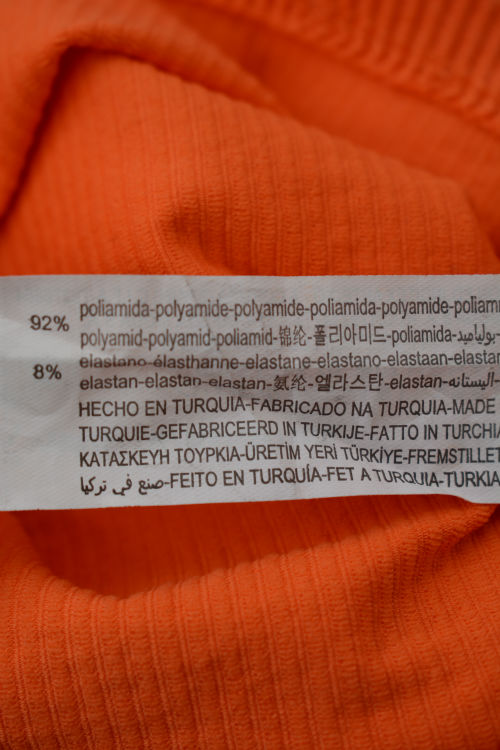 92% poliamida-polyamide-polyamide-poliamida-polyamide-poliam
polyamid-polyamid-poliamid-锦纶-폴리아미드-poliamida-بولياميد-
8% elastano-élasthanne-elastane-elastano-elastaan-elastan
elastan-elastan-elastan-氨纶-엘라스탄-elastan-اليستانه-
HECHO EN TURQUIA-FABRICADO NA TURQUIA-MADE
TURQUIE-GEFABRICEERD IN TURKIJE-FATTO IN TURCHIA
ΚΑΤΑΣΚΕΥΗ ΤΟΥΡΚΙΑ-ÜRETİM YERİ TÜRKİYE-FREMSTILLET
صنع في تركيا-FEITO EN TURQUÍA-FET A TURQUIA-TURKIA